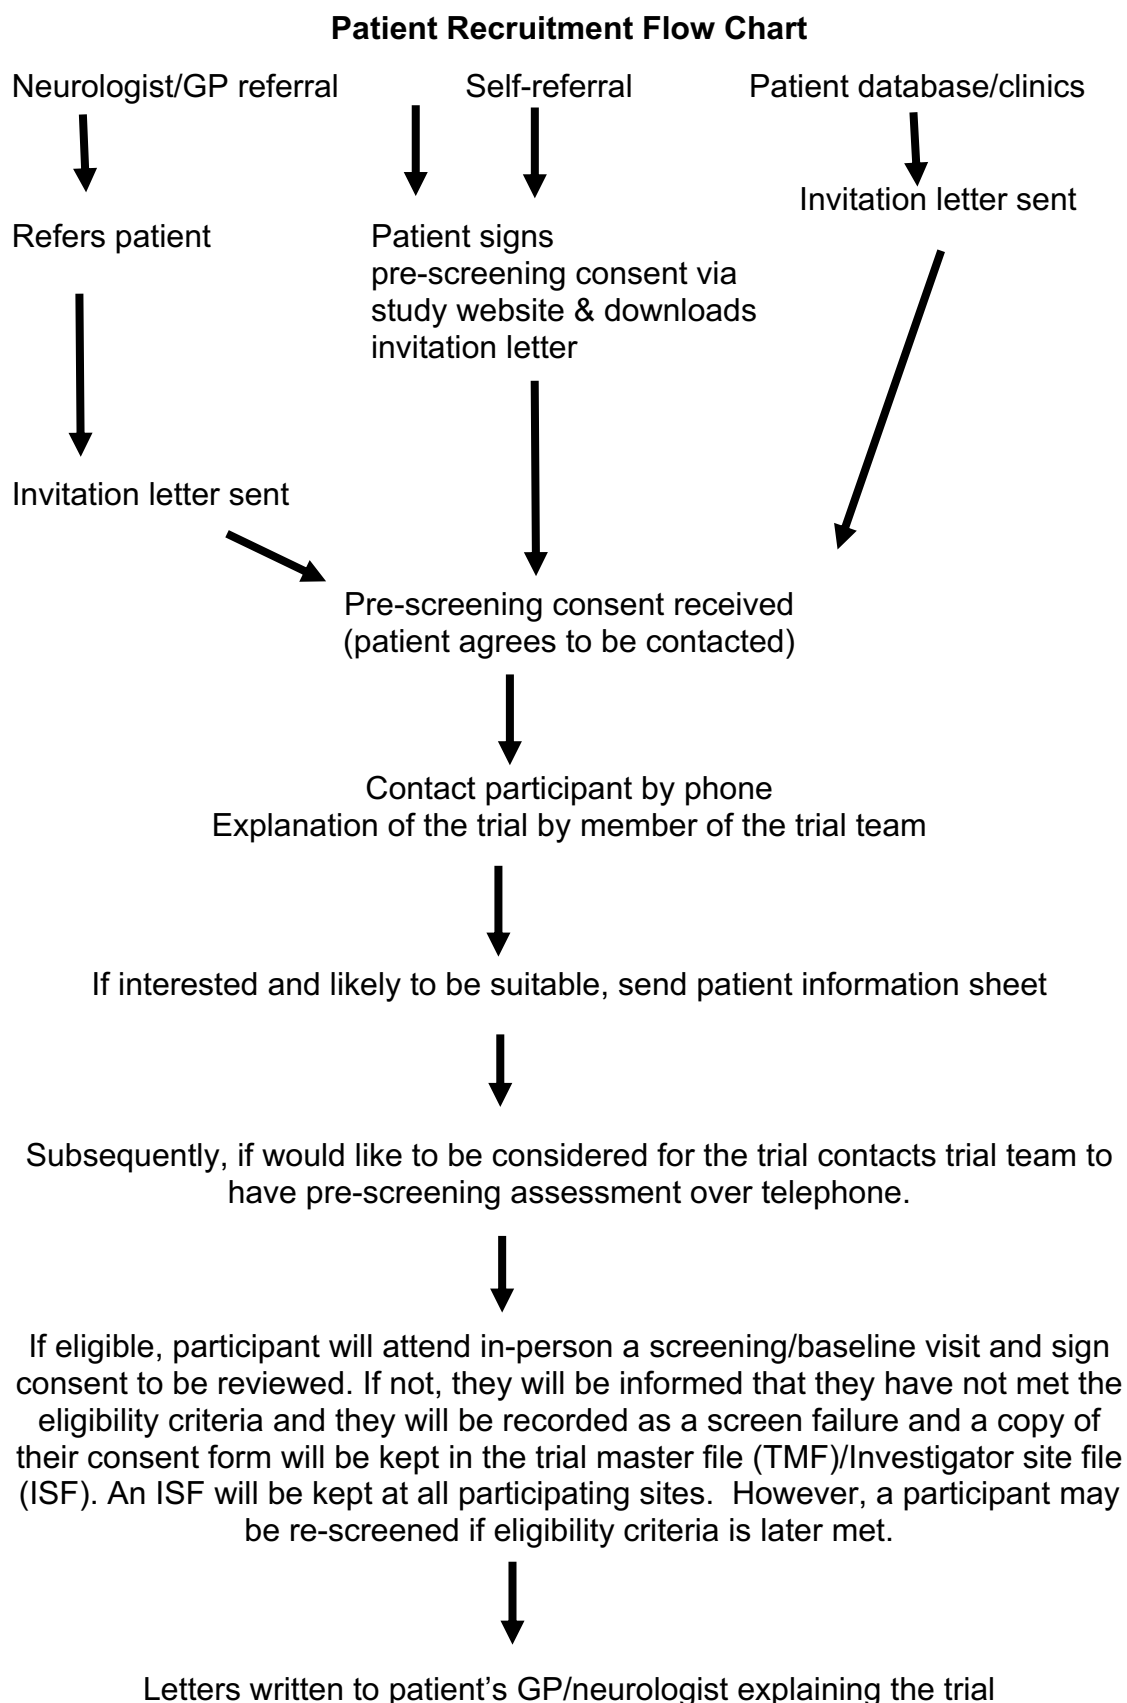 Patient Recruitment Flow Chart
Neurologist/GP referral
Self-referral
Patient database/clinics
Invitation letter sent
Refers patient
Patient signs
pre-screening consent via
study website & downloads
invitation letter
Invitation letter sent
Pre-screening consent received
(patient agrees to be contacted)
Contact participant by phone
Explanation of the trial by member of the trial team
If interested and likely to be suitable, send patient information sheet
Subsequently, if would like to be considered for the trial contacts trial team to
have pre-screening assessment over telephone.
If eligible, participant will attend in-person a screening/baseline visit and sign
consent to be reviewed. If not, they will be informed that they have not met the
eligibility criteria and they will be recorded as a screen failure and a copy of
their consent form will be kept in the trial master file (TMF)/Investigator site file
(ISF). An ISF will be kept at all participating sites.  However, a participant may
be re-screened if eligibility criteria is later met.
Letters written to patient’s GP/neurologist explaining the trial